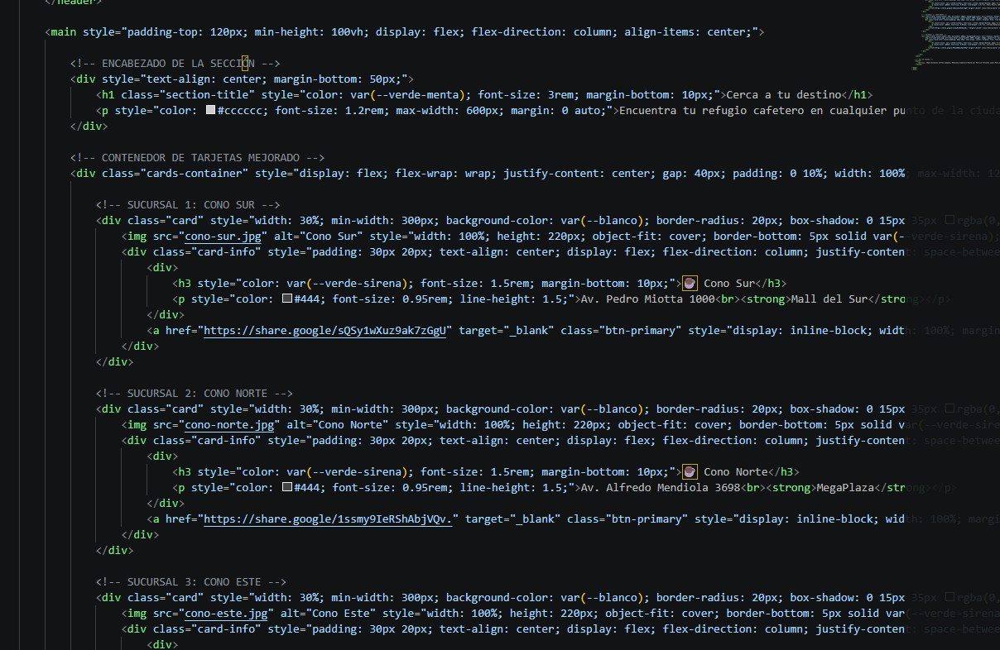 </header>
<main style="padding-top: 120px; min-height: 100vh; display: flex; flex-direction: column; align-items: center;">
<!-- ENCABEZADO DE LA SECCIÓN -->
<div style="text-align: center; margin-bottom: 50px;">
<h1 class="section-title" style="color: var(--verde-menta); font-size: 3rem; margin-bottom: 10px;">Cerca a tu destino</h1>
<p style="color: #cccccc; font-size: 1.2rem; max-width: 600px; margin: 0 auto;">Encuentra tu refugio cafetero en cualquier punto de la ciuda
</div>
<!-- CONTENEDOR DE TARJETAS MEJORADO -->
<div class="cards-container" style="display: flex; flex-wrap: wrap; justify-content: center; gap: 40px; padding: 0 10%; width: 100%; max-width: 12
<!-- SUCURSAL 1: CONO SUR -->
<div class="card" style="width: 30%; min-width: 300px; background-color: var(--blanco); border-radius: 20px; box-shadow: 0 15px 35px rgba(0,
<img src="cono-sur.jpg" alt="Cono Sur" style="width: 100%; height: 220px; object-fit: cover; border-bottom: 5px solid var(--verde-sirena);
<div class="card-info" style="padding: 30px 20px; text-align: center; display: flex; flex-direction: column; justify-content: space-betwee
<div>
<h3 style="color: var(--verde-sirena); font-size: 1.5rem; margin-bottom: 10px;">☕ Cono Sur</h3>
<p style="color: #444; font-size: 0.95rem; line-height: 1.5;">Av. Pedro Miotta 1000<br><strong>Mall del Sur</strong></p>
</div>
<a href="https://share.google/sQSy1wXuz9ak7zGgU" target="_blank" class="btn-primary" style="display: inline-block; width: 100%; margin
</div>
</div>
<!-- SUCURSAL 2: CONO NORTE -->
<div class="card" style="width: 30%; min-width: 300px; background-color: var(--blanco); border-radius: 20px; box-shadow: 0 15px 35px rgba(0,
<img src="cono-norte.jpg" alt="Cono Norte" style="width: 100%; height: 220px; object-fit: cover; border-bottom: 5px solid var(--verde-sire
<div class="card-info" style="padding: 30px 20px; text-align: center; display: flex; flex-direction: column; justify-content: space-betwee
<div>
<h3 style="color: var(--verde-sirena); font-size: 1.5rem; margin-bottom: 10px;">☕ Cono Norte</h3>
<p style="color: #444; font-size: 0.95rem; line-height: 1.5;">Av. Alfredo Mendiola 3698<br><strong>MegaPlaza</strong></p>
</div>
<a href="https://share.google/1ssmy9IeRShAbjVQv." target="_blank" class="btn-primary" style="display: inline-block; width: 100%; margi
</div>
</div>
<!-- SUCURSAL 3: CONO ESTE -->
<div class="card" style="width: 30%; min-width: 300px; background-color: var(--blanco); border-radius: 20px; box-shadow: 0 15px 35px rgba(0,
<img src="cono-este.jpg" alt="Cono Este" style="width: 100%; height: 220px; object-fit: cover; border-bottom: 5px solid var(--verde-sirena
<div class="card-info" style="padding: 30px 20px; text-align: center; display: flex; flex-direction: column; justify-content: space-betwee
<div>